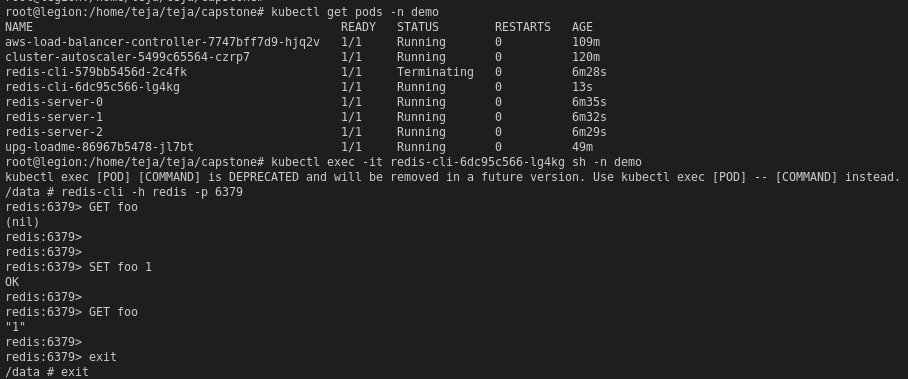 root@legion:/home/teja/teja/capstone#
root@legion:/home/teja/teja/capstone# kubectl get pods -n demo
NAME READY STATUS RESTARTS AGE
aws-load-balancer-controller-7747bff7d9-hjq2v 1/1 Running 0 109m
cluster-autoscaler-5499c65564-czrp7 1/1 Running 0 120m
redis-cli-579bb5456d-2c4fk 1/1 Terminating 0 6m28s
redis-cli-6dc95c566-lg4kg 1/1 Running 0 13s
redis-server-0 1/1 Running 0 6m35s
redis-server-1 1/1 Running 0 6m32s
redis-server-2 1/1 Running 0 6m29s
upg-loadme-86967b5478-jl7bt 1/1 Running 0 49m
root@legion:/home/teja/teja/capstone# kubectl exec -it redis-cli-6dc95c566-lg4kg sh -n demo
kubectl exec [POD] [COMMAND] is DEPRECATED and will be removed in a future version. Use kubectl exec [POD] -- [COMMAND] instead.
/data # redis-cli -h redis -p 6379
redis:6379> GET foo
(nil)
redis:6379>
redis:6379>
redis:6379> SET foo 1
OK
redis:6379>
redis:6379> GET foo
"1"
redis:6379>
redis:6379> exit
/data # exit